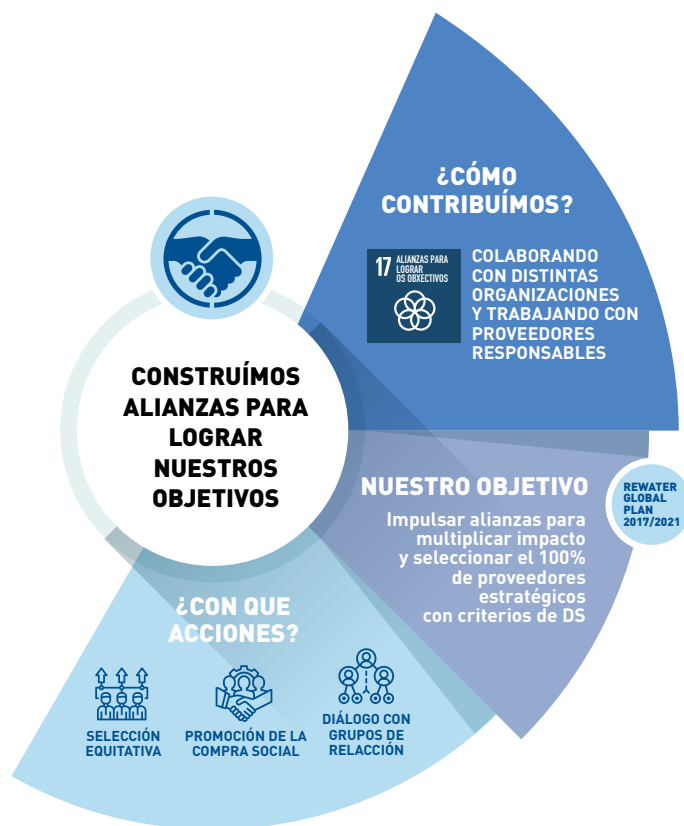 ¿CÓMO
CONTRIBUÍMOS?
17 ALIANZAS PARA
LOGRAR
OS OBXECTIVOS
COLABORANDO
CON DISTINTAS
ORGANIZACIONES
Y TRABAJANDO CON
PROVEEDORES
RESPONSABLES
CONSTRUÍMOS
ALIANZAS PARA
LOGRAR
NUESTROS
OBJETIVOS
NUESTRO OBJETIVO
Impulsar alianzas para
multiplicar impacto
y seleccionar el 100%
de proveedores
estratégicos
con criterios de DS
REWATER
GLOBAL
PLAN
2017/2021
¿CON QUE
ACCIONES?
SELECCIÓN
EQUITATIVA
PROMOCIÓN DE LA
COMPRA SOCIAL
DIÁLOGO CON
GRUPOS DE
RELACCIÓN